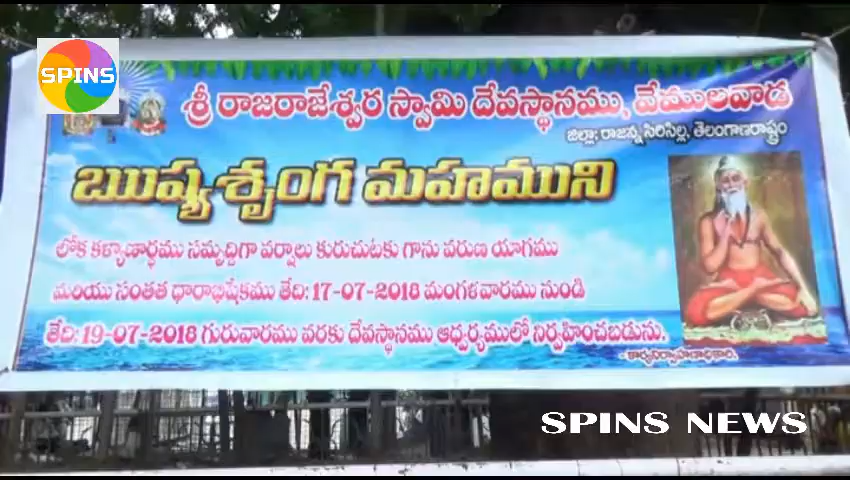 SPINS
శ్రీ రాజరాజేశ్వర స్వామి దేవస్థానము, వేములవాడ
జిల్లా: రాజన్న సిరిసిల్ల, తెలంగాణరాష్ట్రం
ఋష్యశృంగ మహముని
లోక కళ్యాణార్థము సమృద్దిగా వర్షాలు కురుచుటకు గాను వరుణ యాగము
మరియు సంతత ధారాభిషేకము తేది: 17-07-2018 మంగళవారము నుండి
తేది: 19-07-2018 గురువారము వరకు దేవస్థానము ఆధ్వర్యములో నిర్వహించబడును.
- కార్యనిర్వాహణాధికారి.
SPINS NEWS